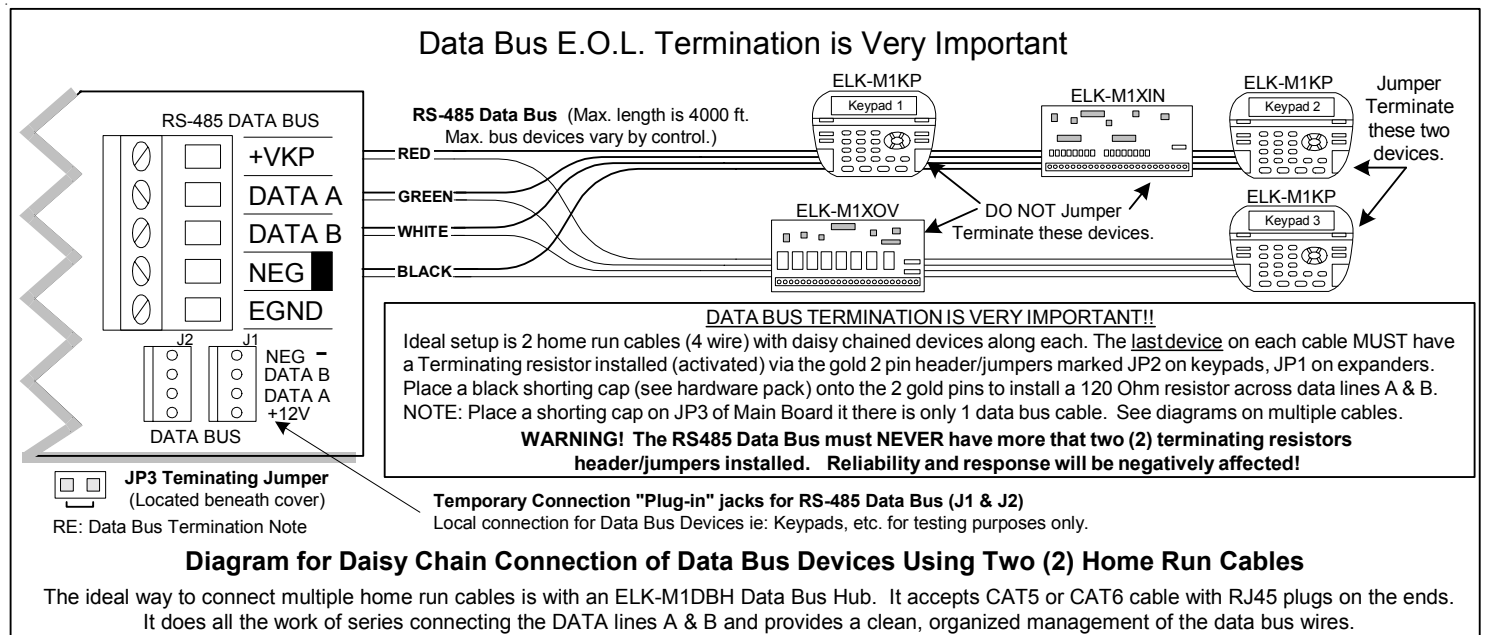 Data Bus E.O.L. Termination is Very Important
RS-485 DATA BUS
+VKP
DATA A
DATA B
NEG
EGND
J2
J1
NEG -
DATA B
DATA A
+12V
DATA BUS
RS-485 Data Bus (Max. length is 4000 ft.
Max. bus devices vary by control.)
RED
GREEN
WHITE
BLACK
ELK-M1KP
Keypad 1
ELK-M1XIN
ELK-M1KP
Keypad 2
Jumper
Terminate
these two
devices.
ELK-M1XOV
DO NOT Jumper
Terminate these devices.
ELK-M1KP
Keypad 3
DATA BUS TERMINATION IS VERY IMPORTANT!!
Ideal setup is 2 home run cables (4 wire) with daisy chained devices along each. The last device on each cable MUST have
a Terminating resistor installed (activated) via the gold 2 pin header/jumpers marked JP2 on keypads, JP1 on expanders.
Place a black shorting cap (see hardware pack) onto the 2 gold pins to install a 120 Ohm resistor across data lines A & B.
NOTE: Place a shorting cap on JP3 of Main Board it there is only 1 data bus cable. See diagrams on multiple cables.
WARNING! The RS485 Data Bus must NEVER have more that two (2) terminating resistors
header/jumpers installed. Reliability and response will be negatively affected!
JP3 Teminating Jumper
(Located beneath cover)
RE: Data Bus Termination Note
Temporary Connection "Plug-in" jacks for RS-485 Data Bus (J1 & J2)
Local connection for Data Bus Devices ie: Keypads, etc. for testing purposes only.
Diagram for Daisy Chain Connection of Data Bus Devices Using Two (2) Home Run Cables
The ideal way to connect multiple home run cables is with an ELK-M1DBH Data Bus Hub. It accepts CAT5 or CAT6 cable with RJ45 plugs on the ends.
It does all the work of series connecting the DATA lines A & B and provides a clean, organized management of the data bus wires.